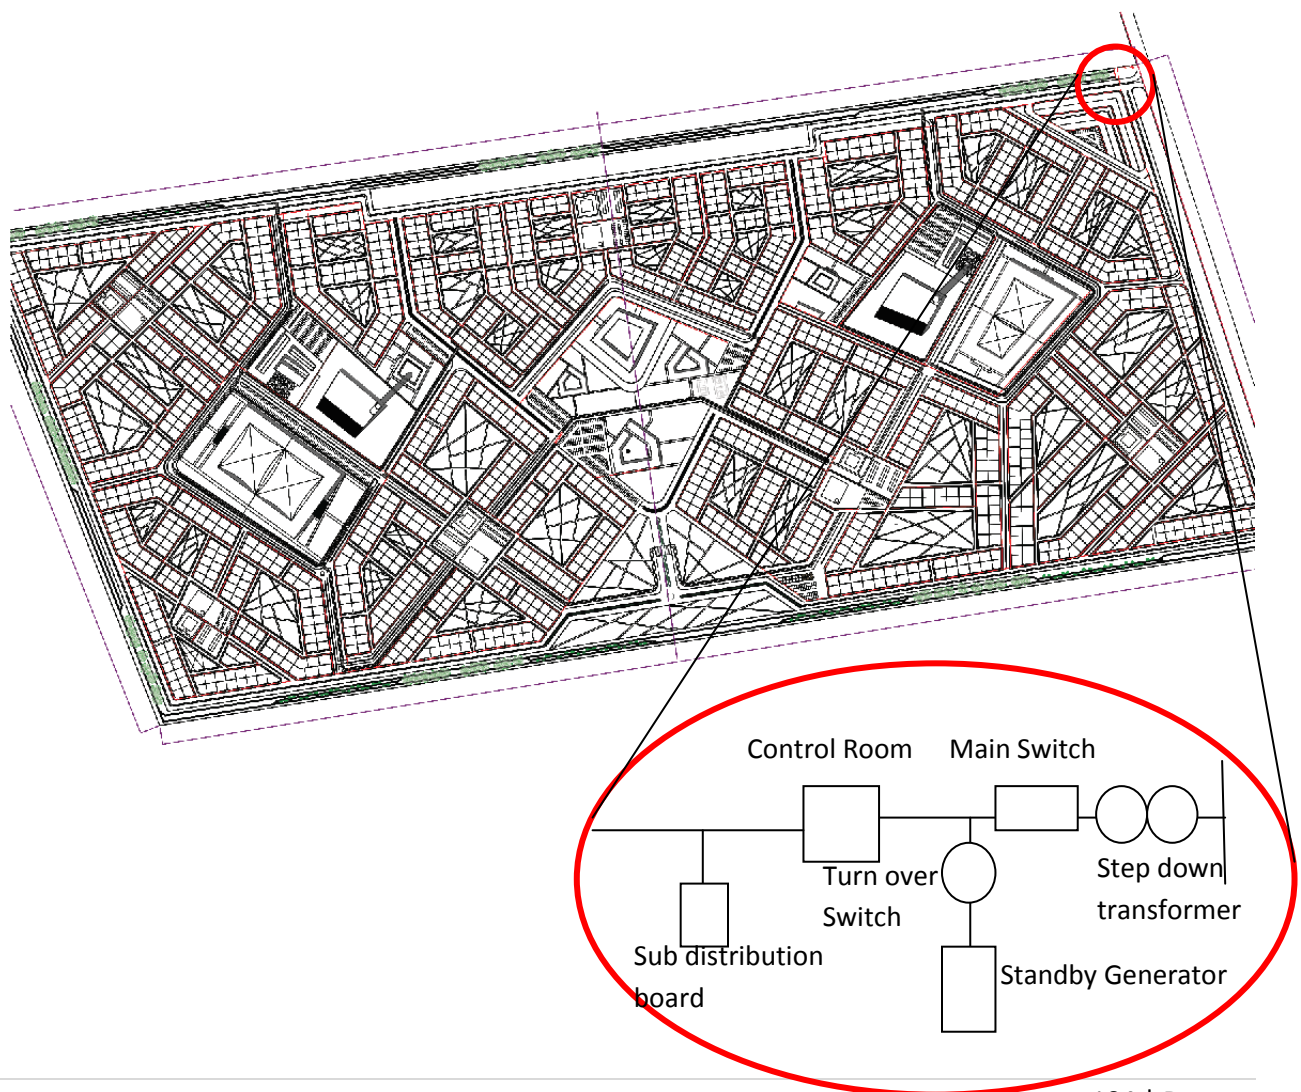 Control Room
Main Switch
Turn over
Switch
Step down
transformer
Sub distribution
board
Standby Generator